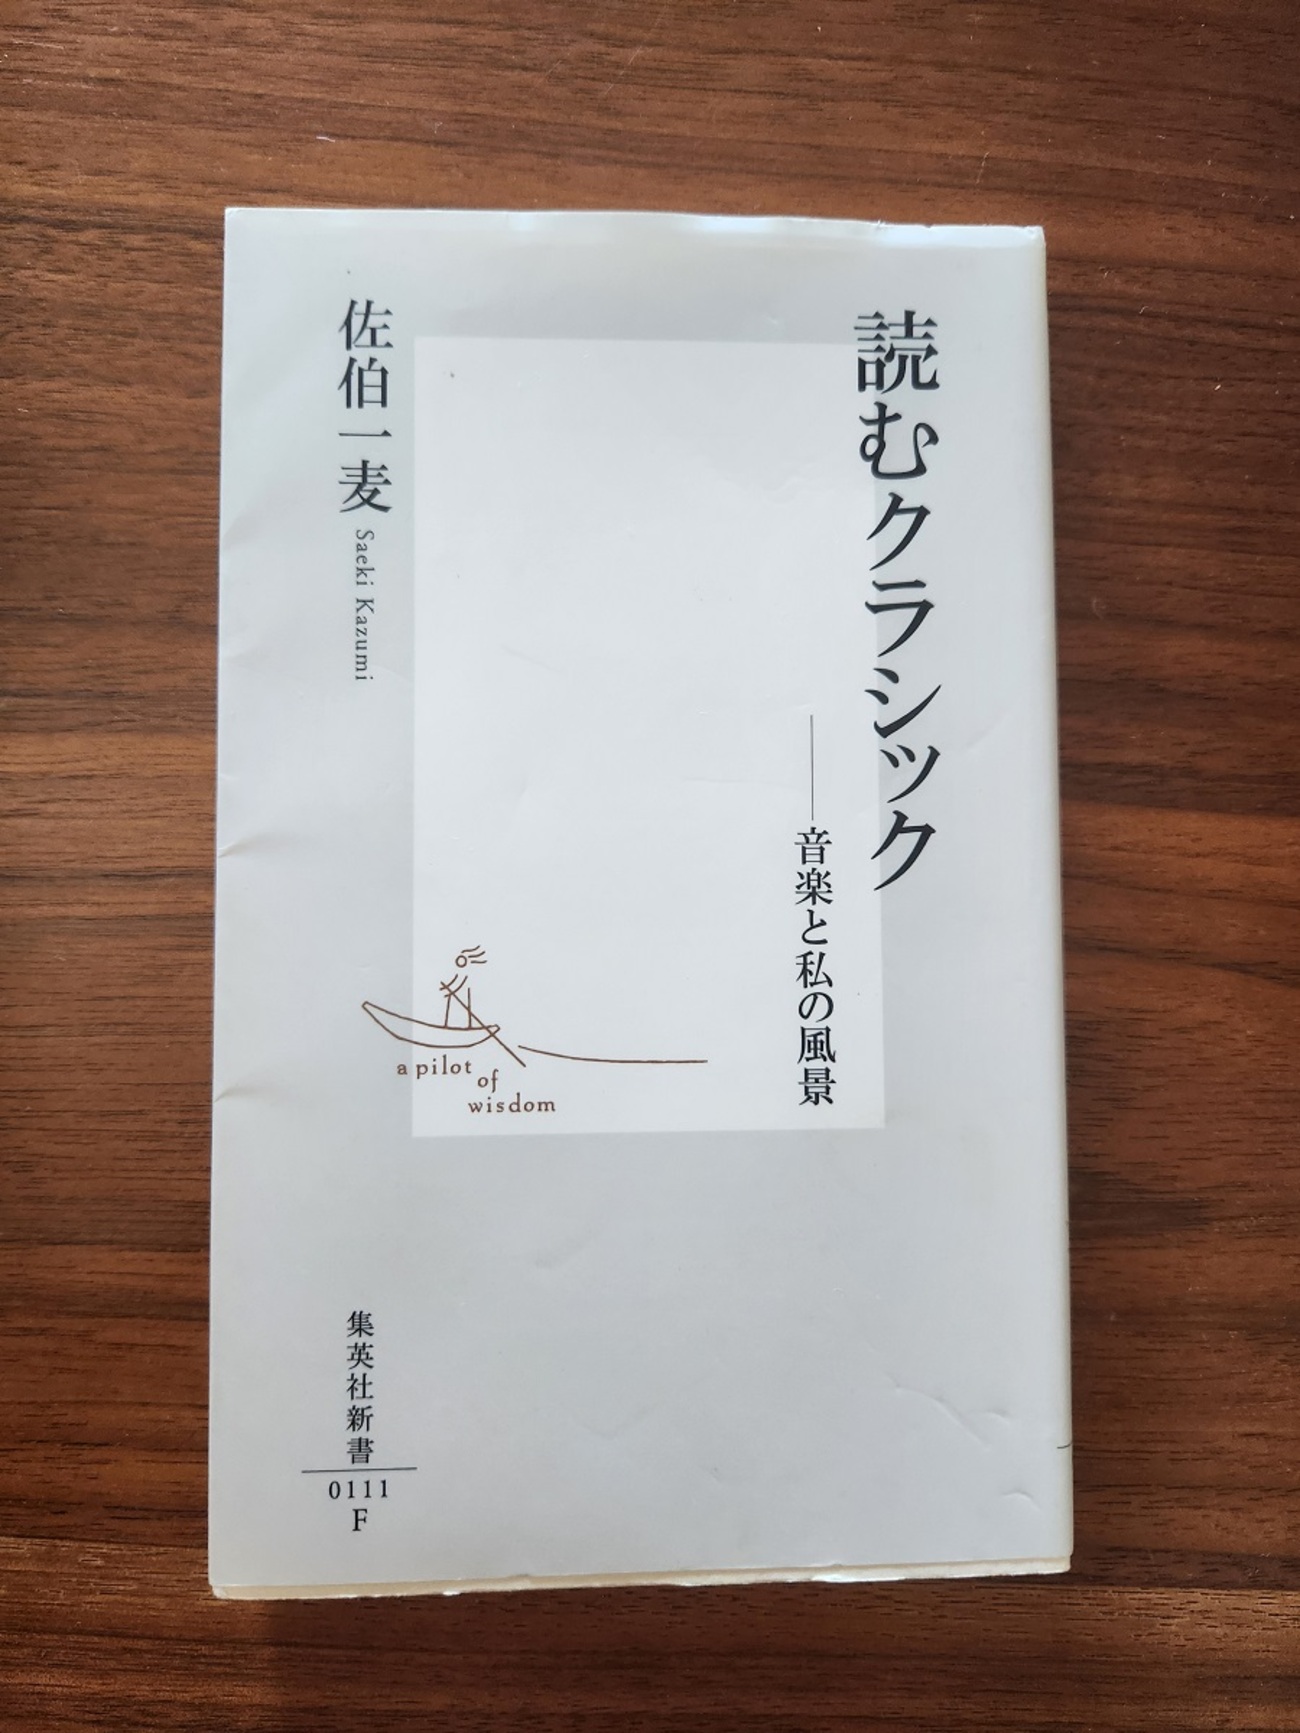 読むクラシック
――音楽と私の風景
佐伯一麦 Saeki Kazumi
a pilot
of
wisdom
集英社新書
0111
F